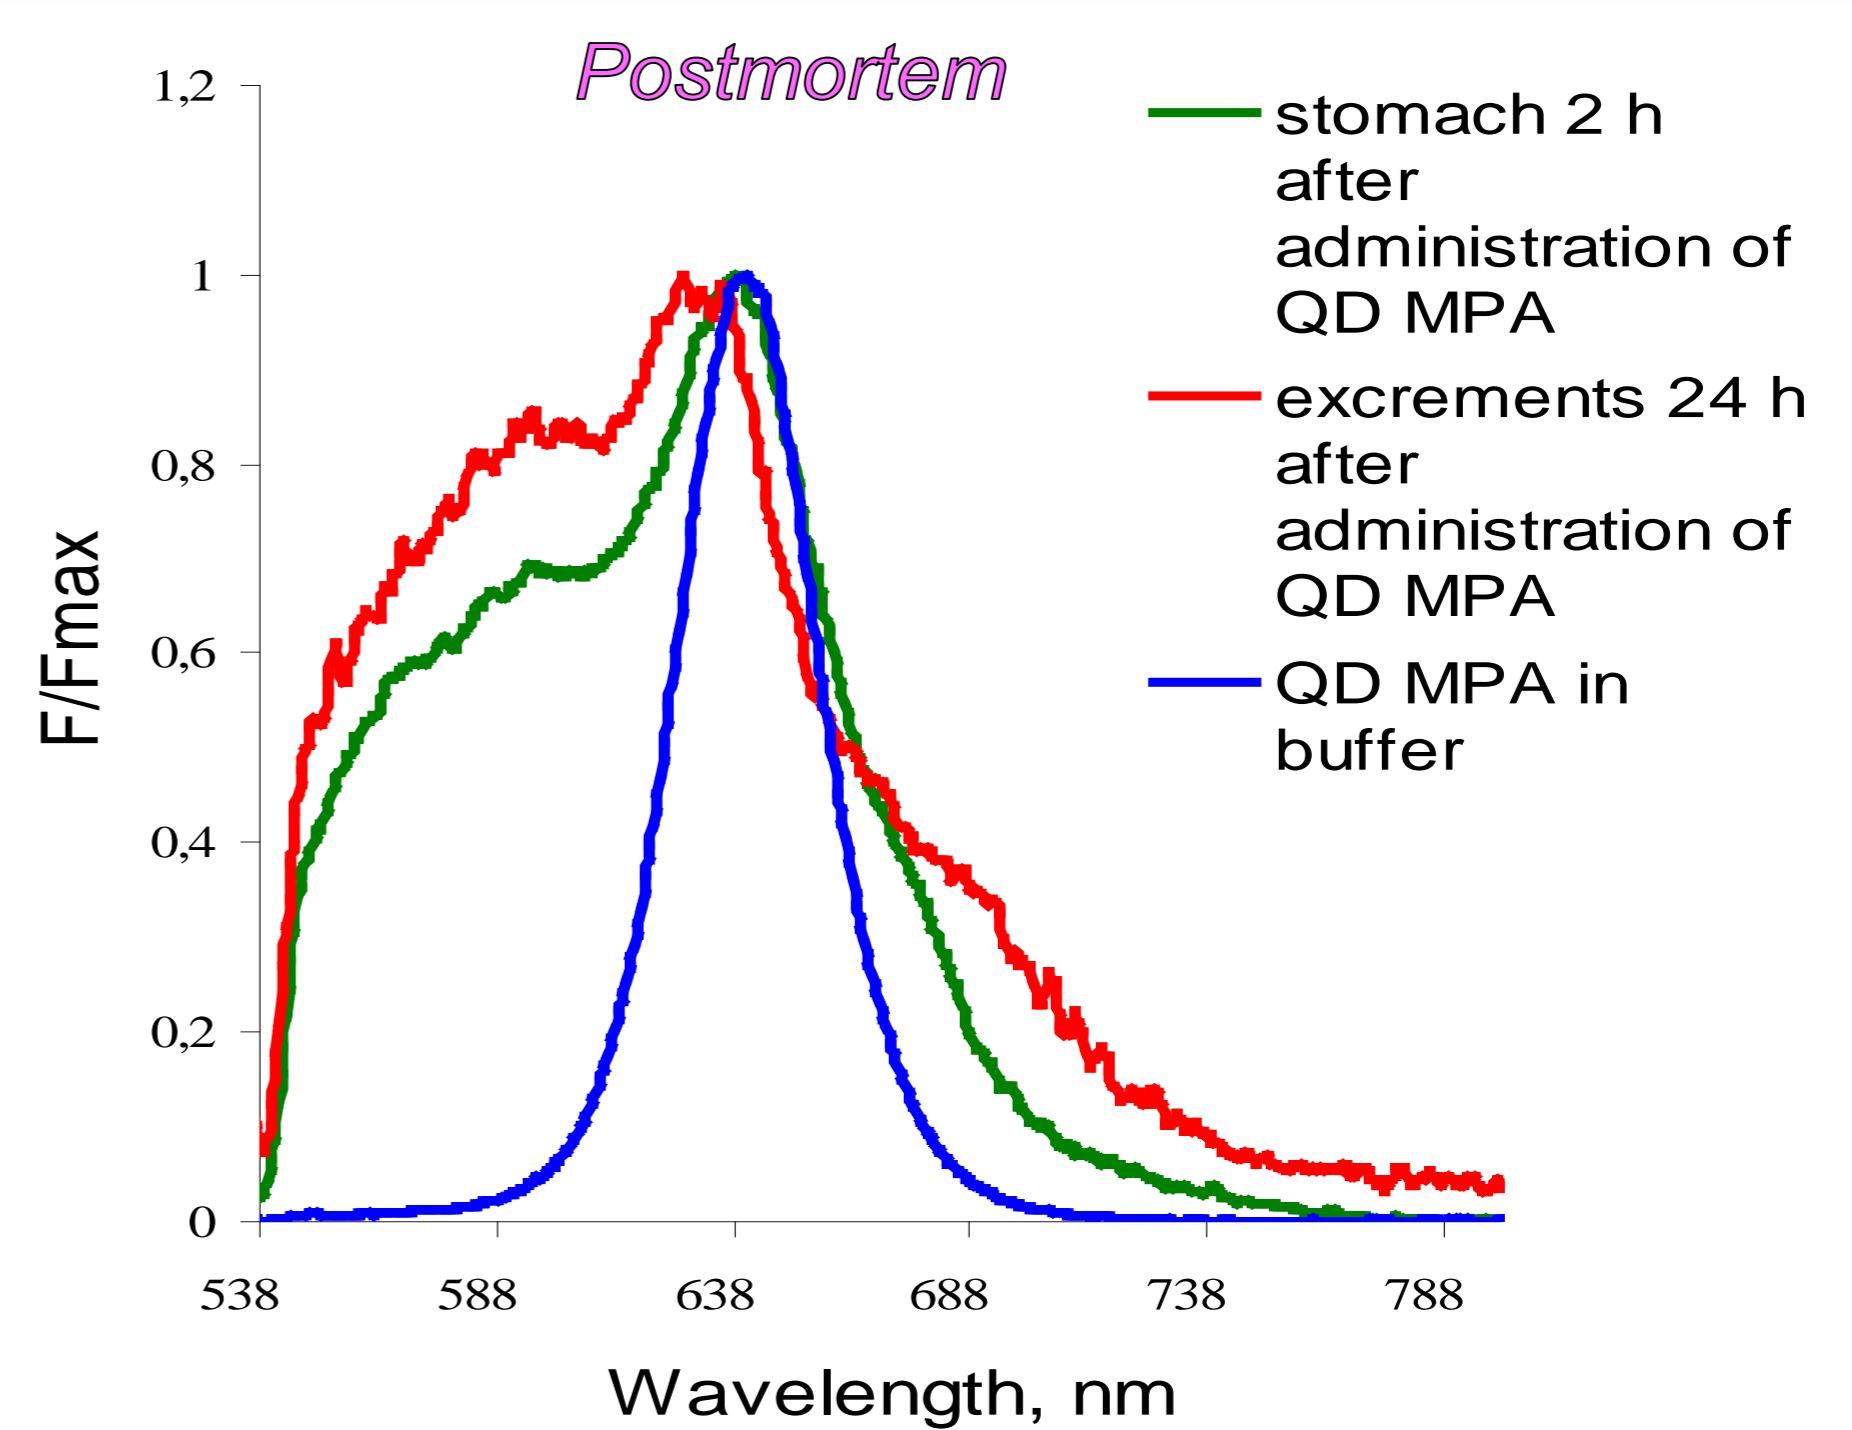 Postmortem
1,2
1
0,8
0,6
0,4
0,2
0
F/Fmax
538 588 638 688 738 788
Wavelength, nm
stomach 2 h
after
administration of
QD MPA
excrements 24 h
after
administration of
QD MPA
QD MPA in
buffer